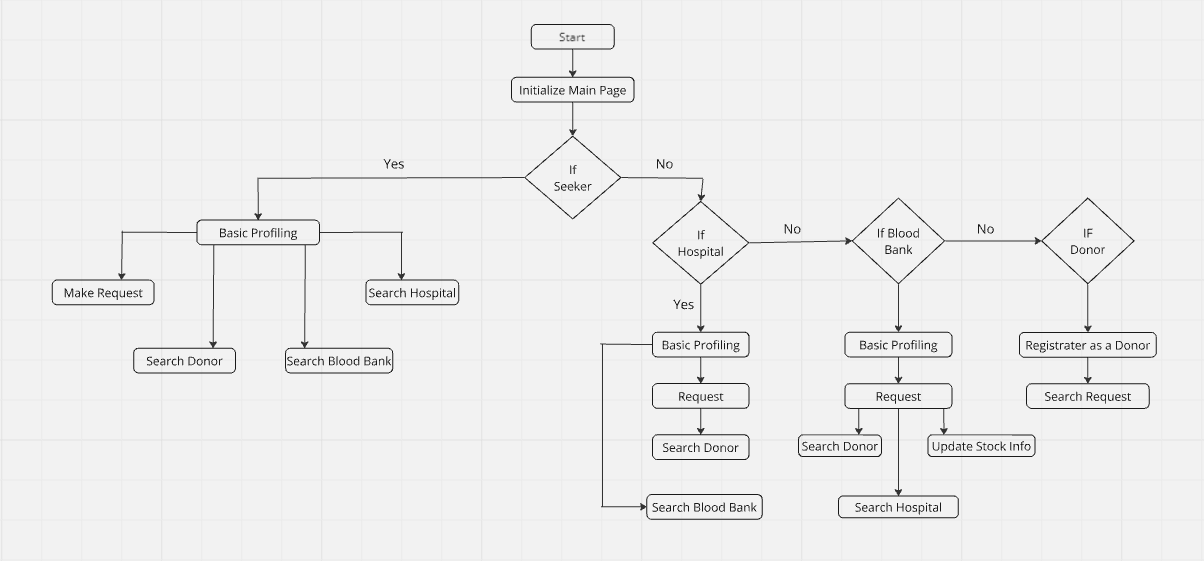 Start
Initialize Main Page
If
Seeker
Yes
No
Basic Profiling
Make Request
Search Donor
Search Blood Bank
Search Hospital
If
Hospital
No
Yes
Basic Profiling
Request
Search Donor
Search Blood Bank
If Blood
Bank
No
Basic Profiling
Request
Search Donor
Update Stock Info
Search Hospital
IF
Donor
Registrater as a Donor
Search Request